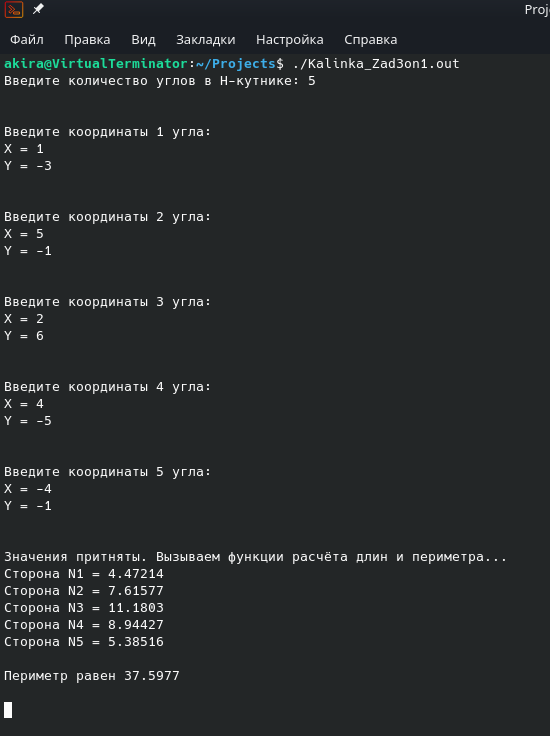 Proj
Файл Правка Вид Закладки Настройка Справка
akira@VirtualTerminator:~/Projects$ ./Kalinka_Zad3on1.out
Введите количество углов в Н-кутнике: 5
Введите координаты 1 угла:
X = 1
Y = -3
Введите координаты 2 угла:
X = 5
Y = -1
Введите координаты 3 угла:
X = 2
Y = 6
Введите координаты 4 угла:
X = 4
Y = -5
Введите координаты 5 угла:
X = -4
Y = -1
Значения притняты. Вызываем функции расчёта длин и периметра...
Сторона N1 = 4.47214
Сторона N2 = 7.61577
Сторона N3 = 11.1803
Сторона N4 = 8.94427
Сторона N5 = 5.38516
Периметр равен 37.5977